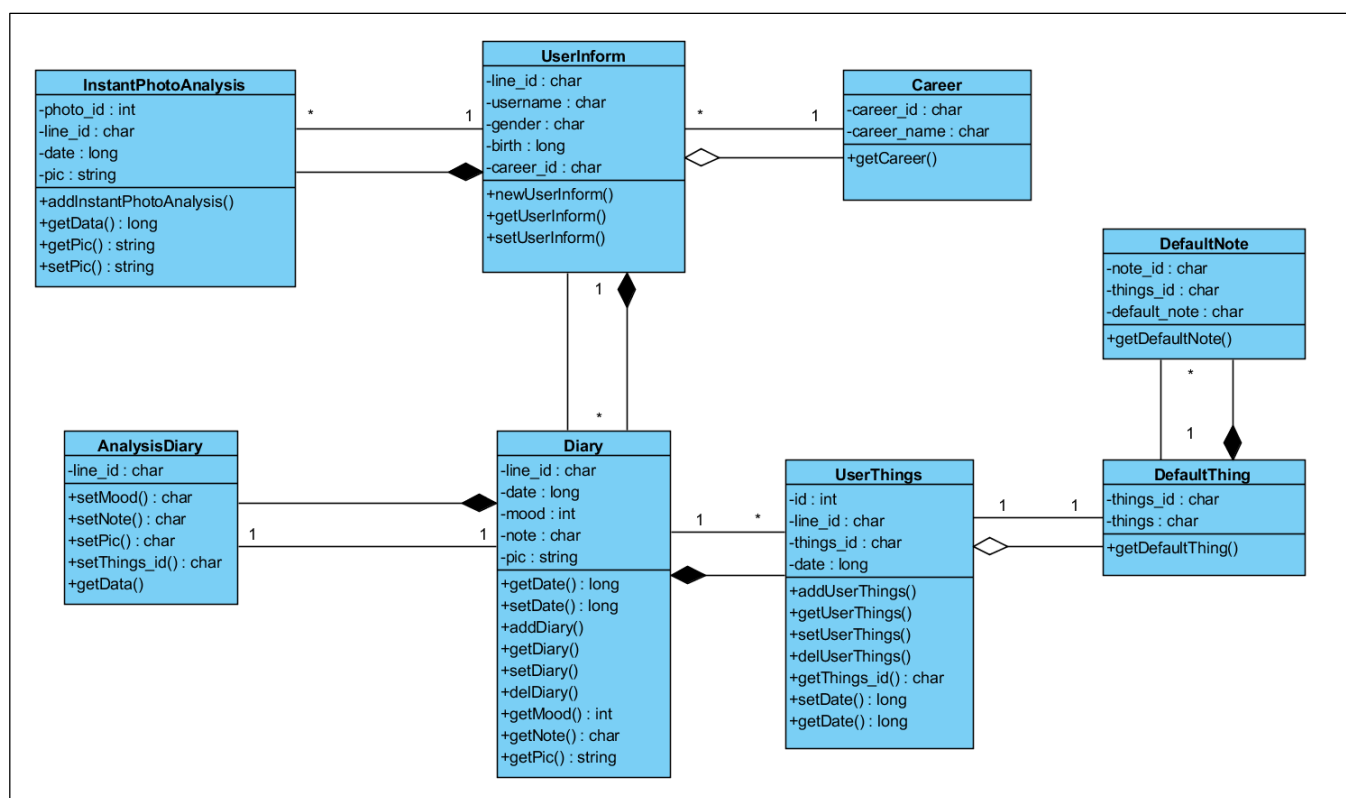 InstantPhotoAnalysis
-photo_id : int
-line_id : char
-date : long
-pic : string
+addInstantPhotoAnalysis()
+getData() : long
+getPic() : string
+setPic() : string
*
1
UserInform
-line_id : char
-username : char
-gender : char
-birth : long
-career_id : char
+newUserInform()
+getUserInform()
+setUserInform()
*
1
Career
-career_id : char
-career_name : char
+getCareer()
1
*
DefaultNote
-note_id : char
-things_id : char
-default_note : char
+getDefaultNote()
*
1
AnalysisDiary
-line_id : char
+setMood() : char
+setNote() : char
+setPic() : char
+setThings_id() : char
+getData()
1
1
Diary
-line_id : char
-date : long
-mood : int
-note : char
-pic : string
+getDate() : long
+setDate() : long
+addDiary()
+getDiary()
+setDiary()
+delDiary()
+getMood() : int
+getNote() : char
+getPic() : string
1
*
UserThings
-id : int
-line_id : char
-things_id : char
-date : long
+addUserThings()
+getUserThings()
+setUserThings()
+delUserThings()
+getThings_id() : char
+setDate() : long
+getDate() : long
1
1
DefaultThing
-things_id : char
-things : char
+getDefaultThing()